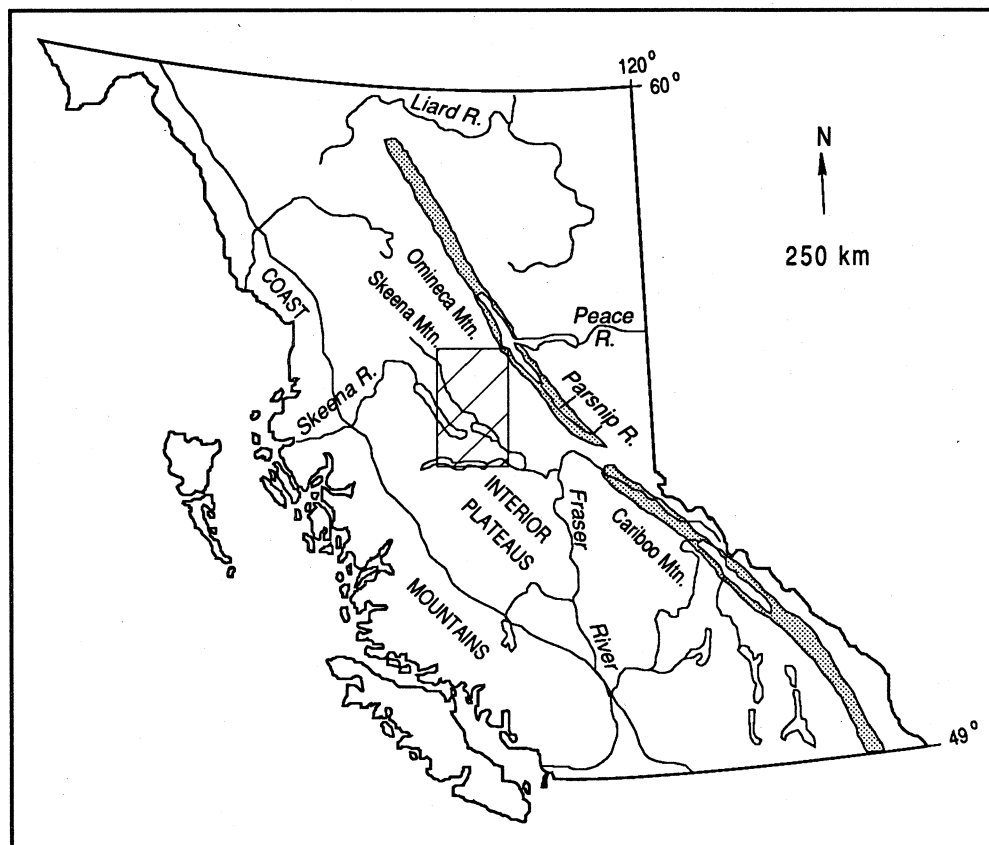 120°
60°
Liard R.
N
250 km
COAST
Omineca Mtn.
Skeena Mtn.
Peace
R.
Skeena R.
Parsnip R.
INTERIOR
PLATEAUS
Fraser
River
Cariboo Mtn.
MOUNTAINS
49°